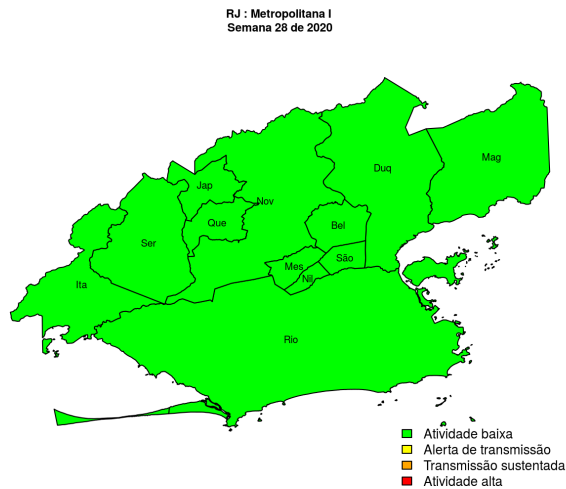 RJ : Metropolitana I
Semana 28 de 2020
Duq
Mag
Jap
Nov
Que
Bel
Ser
São
Mes
Nil
Ita
Rio
Atividade baixa
Alerta de transmissão
Transmissão sustentada
Atividade alta